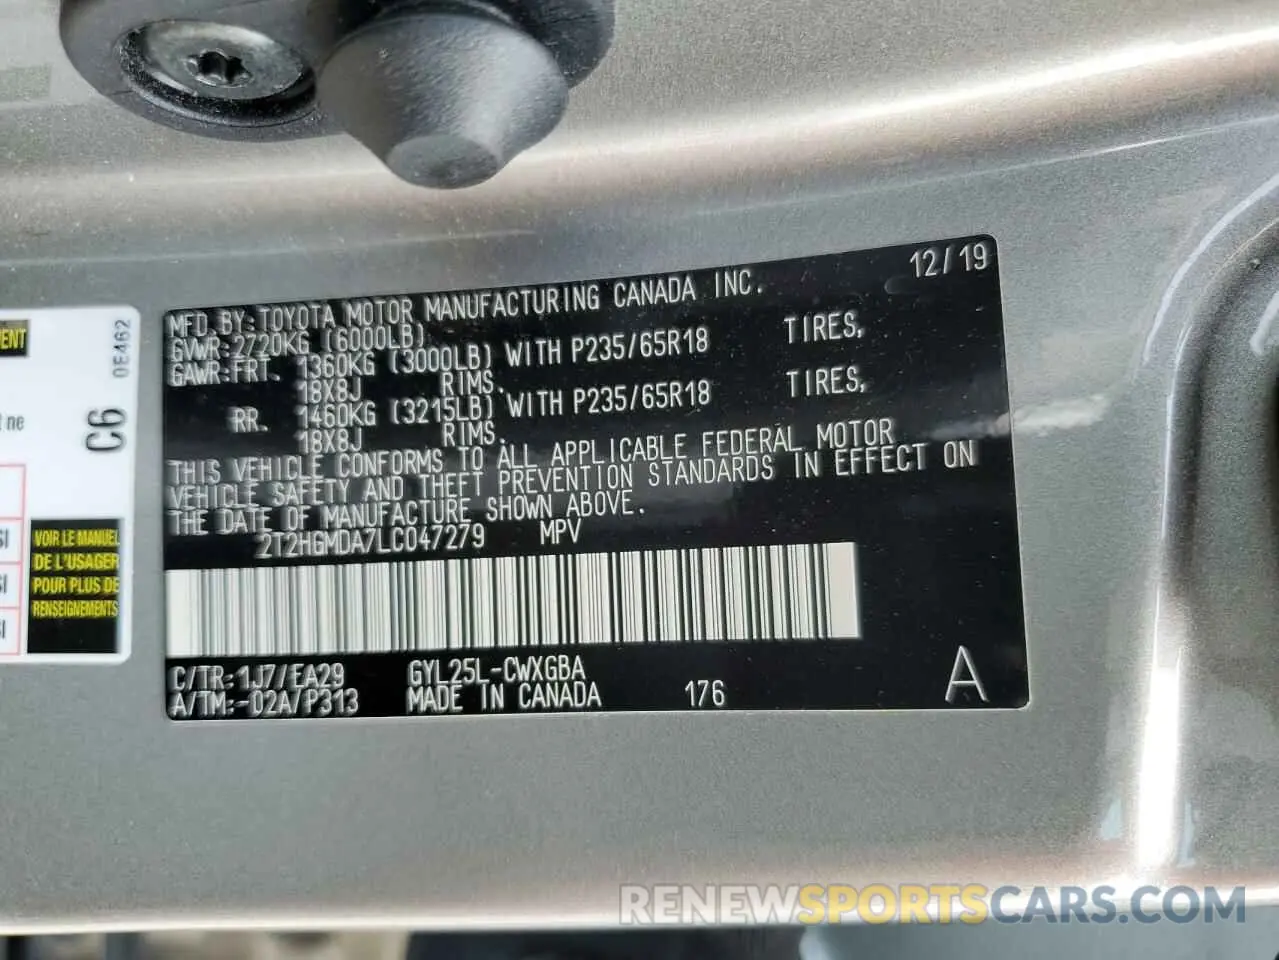 12/19
MFD. BY: TOYOTA MOTOR MANUFACTURING CANADA INC.
GVWR: 2720KG (6000LB)
GAWR: FRT. 1360KG (3000LB) WITH P235/65R18 TIRES,
18X8J RIMS.
RR. 1460KG (3215LB) WITH P235/65R18 TIRES,
18X8J RIMS.
THIS VEHICLE CONFORMS TO ALL APPLICABLE FEDERAL MOTOR
VEHICLE SAFETY AND THEFT PREVENTION STANDARDS IN EFFECT ON
THE DATE OF MANUFACTURE SHOWN ABOVE.
2T2HGMDA7LC047279 MPV
C/TR: 1J7/EA29 GYL25L-CWXGBA
A/TM: -02A/P313 MADE IN CANADA 176 A
0E462
C6
t ne
VOIR LE MANUEL
DE L'USAGER
POUR PLUS DE
RENSEIGNEMENTS
RENEWSPORTSCARS.COM